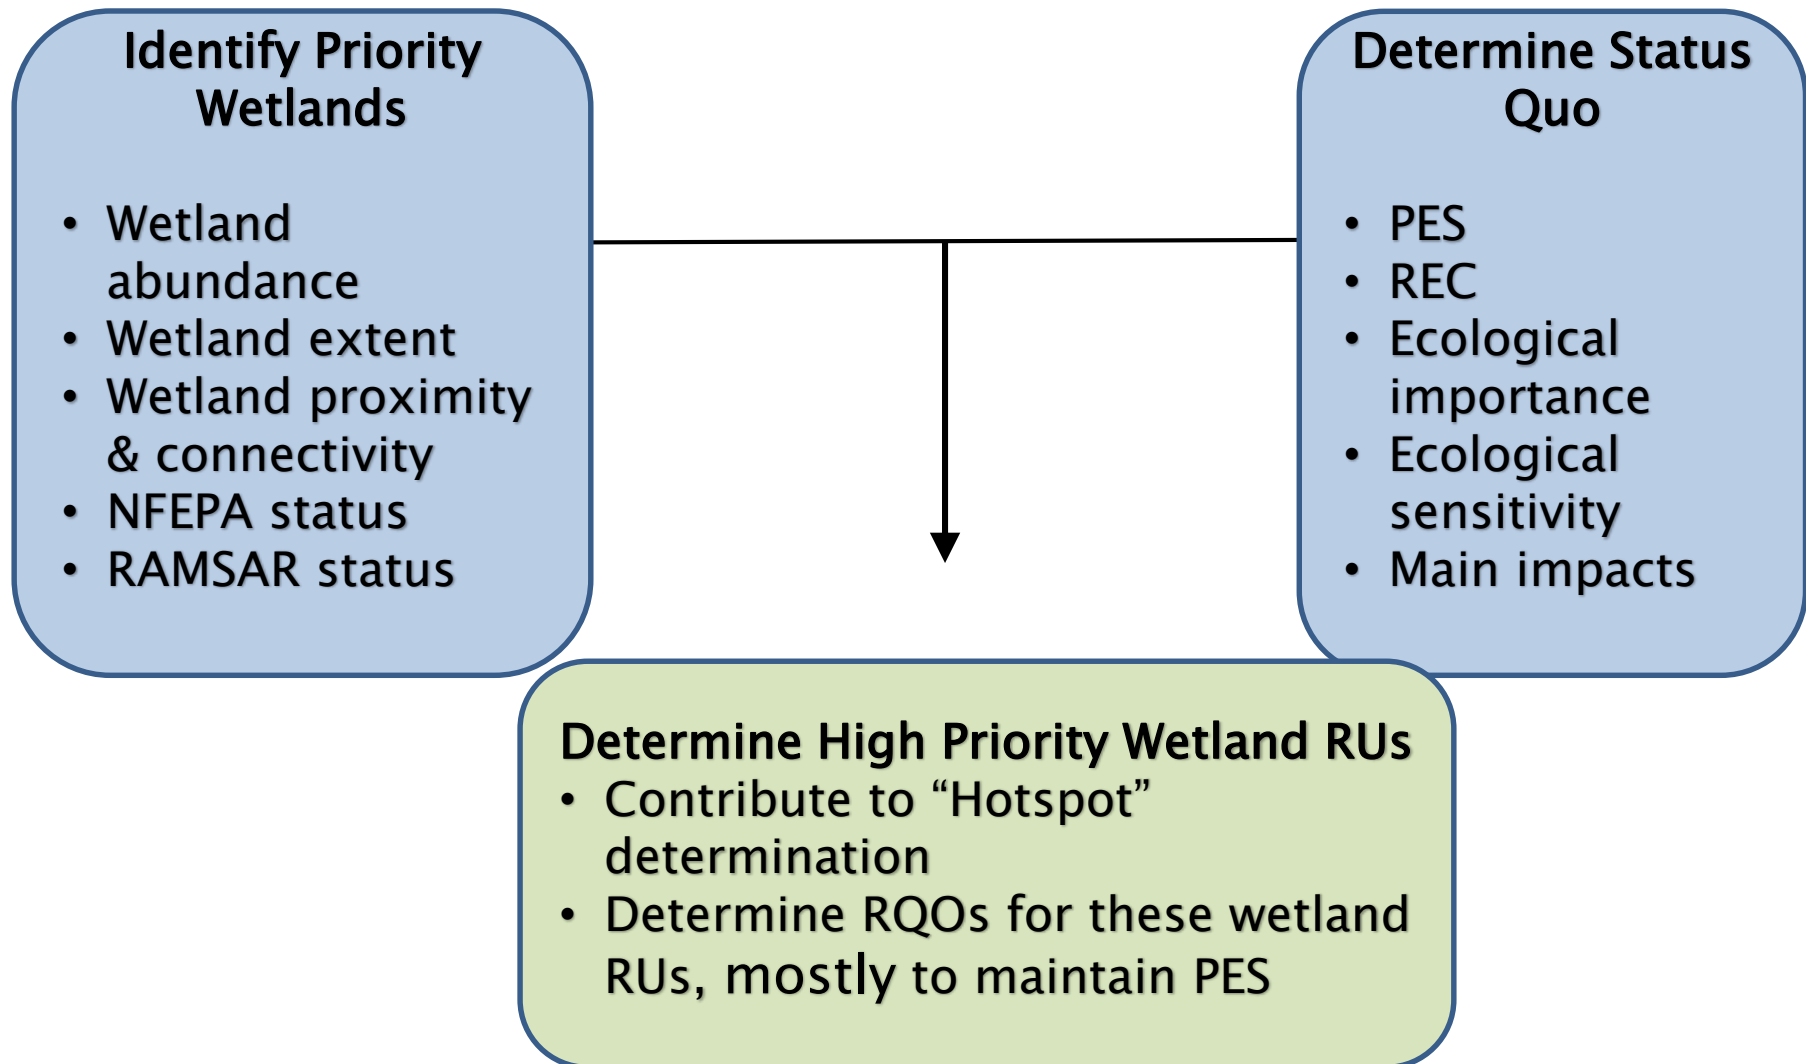 Identify Priority
Wetlands
• Wetland
abundance
• Wetland extent
• Wetland proximity
& connectivity
• NFEPA status
• RAMSAR status
Determine Status
Quo
• PES
• REC
• Ecological
importance
• Ecological
sensitivity
• Main impacts
Determine High Priority Wetland RUs
• Contribute to “Hotspot”
determination
• Determine RQOs for these wetland
RUs, mostly to maintain PES